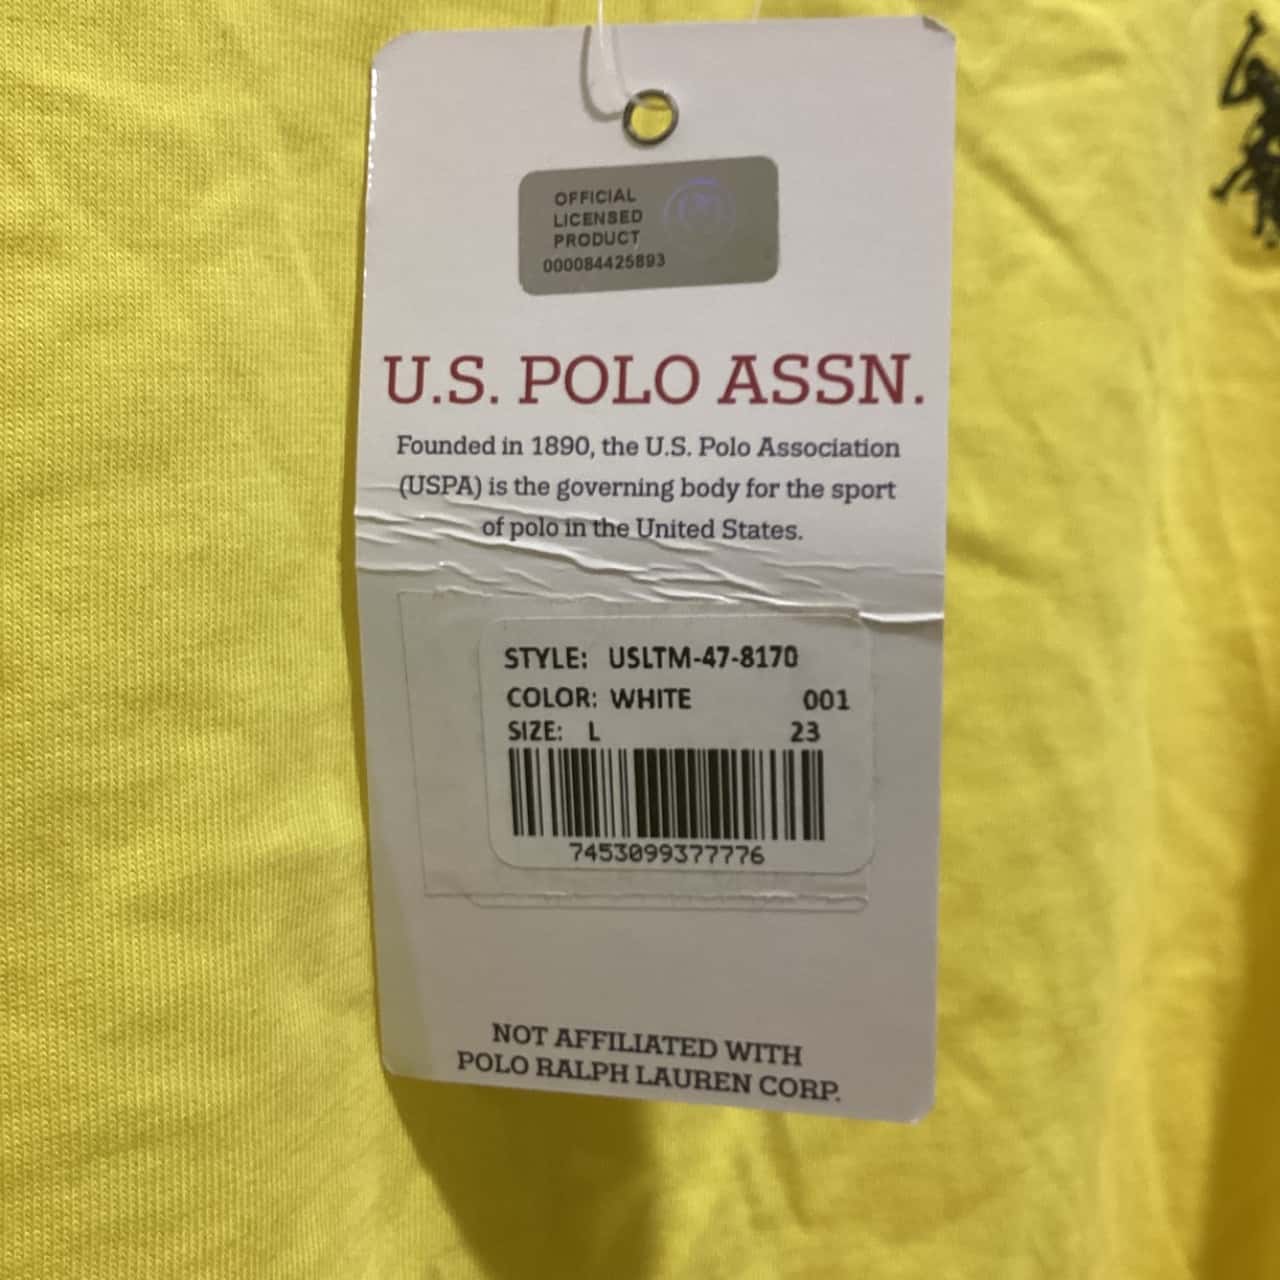 OFFICIAL
LICENSED
PRODUCT
000084425893
U.S. POLO ASSN.
Founded in 1890, the U.S. Polo Association
(USPA) is the governing body for the sport
of polo in the United States.
STYLE: USLTM-47-8170
COLOR: WHITE 001
SIZE: L 23
7453099377776
NOT AFFILIATED WITH
POLO RALPH LAUREN CORP.